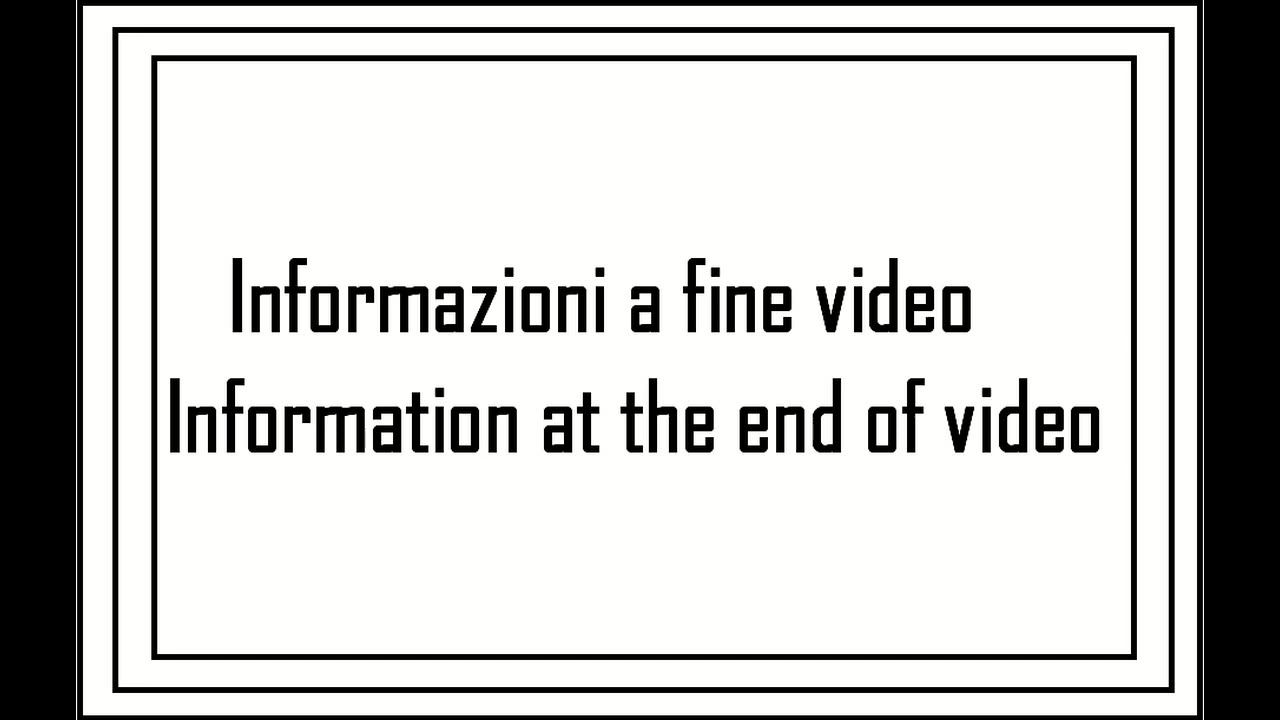 Informazioni a fine video
Information at the end of video